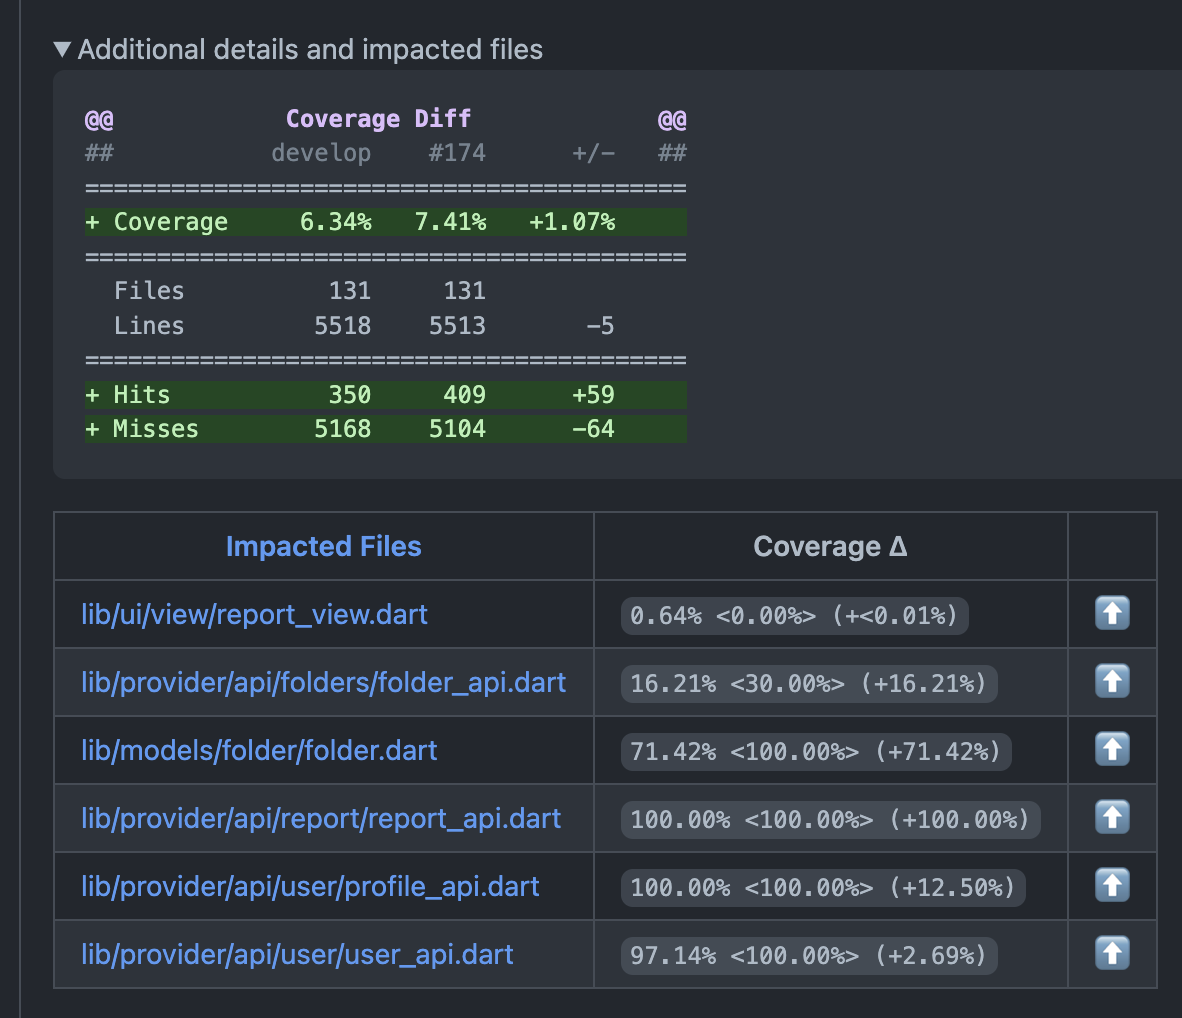 ▼ Additional details and impacted files
@@ Coverage Diff @@
## develop #174 +/- ##
==========================================
+ Coverage 6.34% 7.41% +1.07%
==========================================
Files 131 131
Lines 5518 5513 -5
==========================================
+ Hits 350 409 +59
+ Misses 5168 5104 -64
Impacted Files Coverage Δ
lib/ui/view/report_view.dart 0.64% <0.00%> (+<0.01%) ⬆️
lib/provider/api/folders/folder_api.dart 16.21% <30.00%> (+16.21%) ⬆️
lib/models/folder/folder.dart 71.42% <100.00%> (+71.42%) ⬆️
lib/provider/api/report/report_api.dart 100.00% <100.00%> (+100.00%) ⬆️
lib/provider/api/user/profile_api.dart 100.00% <100.00%> (+12.50%) ⬆️
lib/provider/api/user/user_api.dart 97.14% <100.00%> (+2.69%) ⬆️